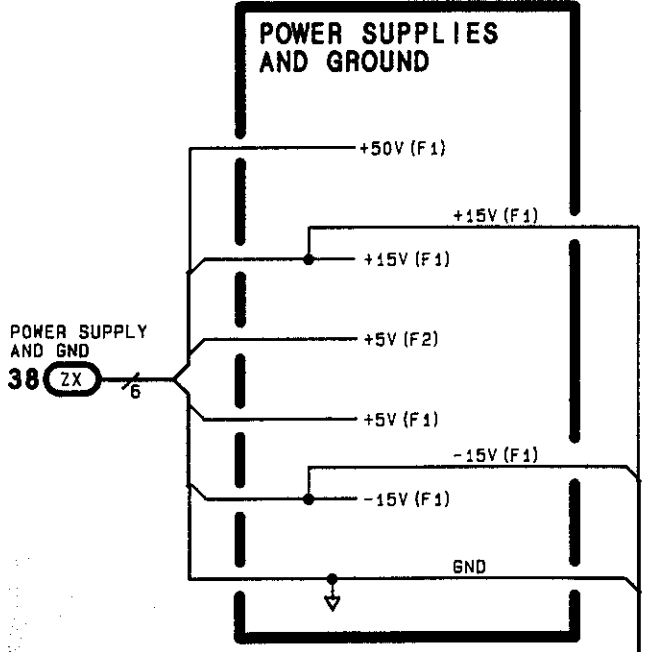 POWER SUPPLIES
AND GROUND
+50V (F1)
+15V (F1)
+15V (F1)
POWER SUPPLY
AND GND
38 ZX 6
+5V (F2)
+5V (F1)
-15V (F1)
-15V (F1)
GND